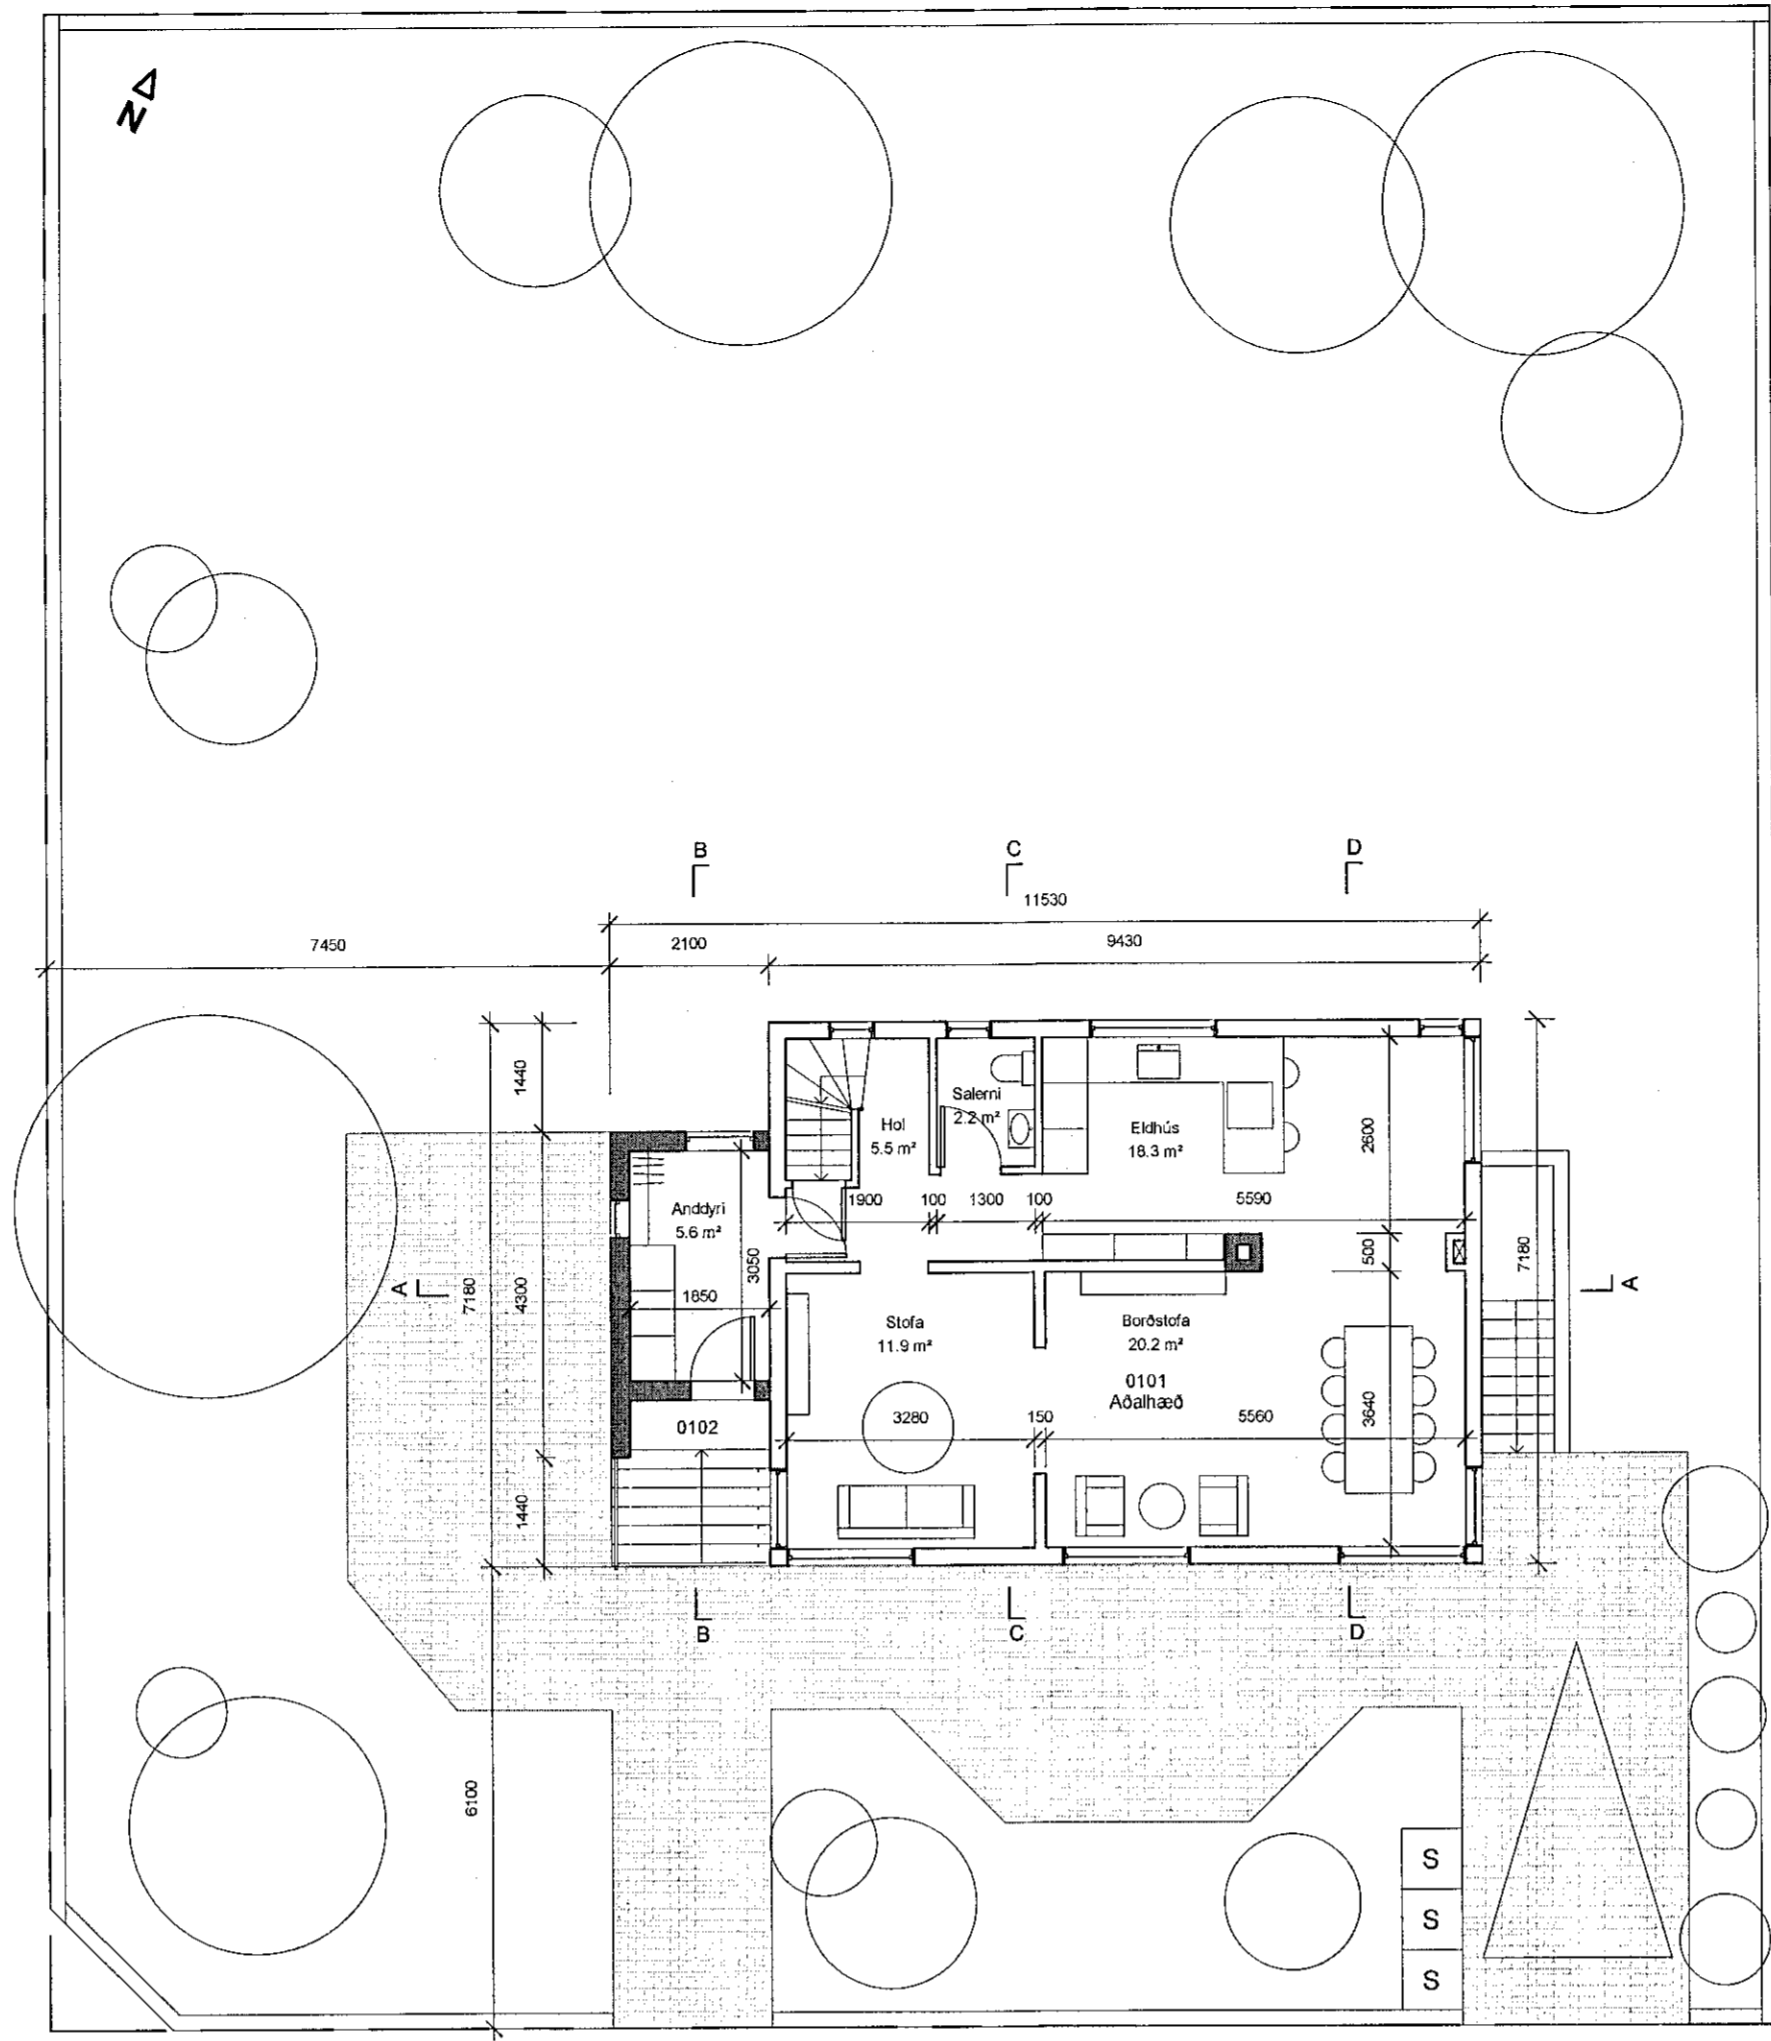 N
B
C
D
11530
7450
2100
9430
1440
Salerni
2.2 m²
Hol
5.5 m²
Eldhús
18.3 m²
2600
Anddyri
5.6 m²
1900
100
1300
100
5590
3050
500
7180
A
7180
4300
1850
A
Stofa
11.9 m²
Borðstofa
20.2 m²
0101
Aðalhæð
0102
3280
150
5560
3640
1440
B
C
D
6100
S
S
S